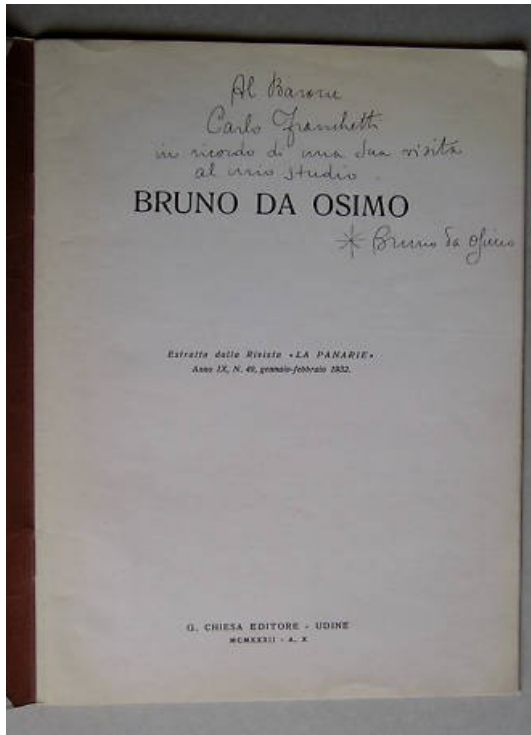 Al Barone
Carlo Franchetti
in ricordo di una sua visita
al mio studio.
BRUNO DA OSIMO
Bruno da Osimo
Estratto dalla Rivista «LA PANARIE»
Anno IX, N. 49, gennaio-febbraio 1932.
G. CHIESA EDITORE - UDINE
MCMXXXII - A. X